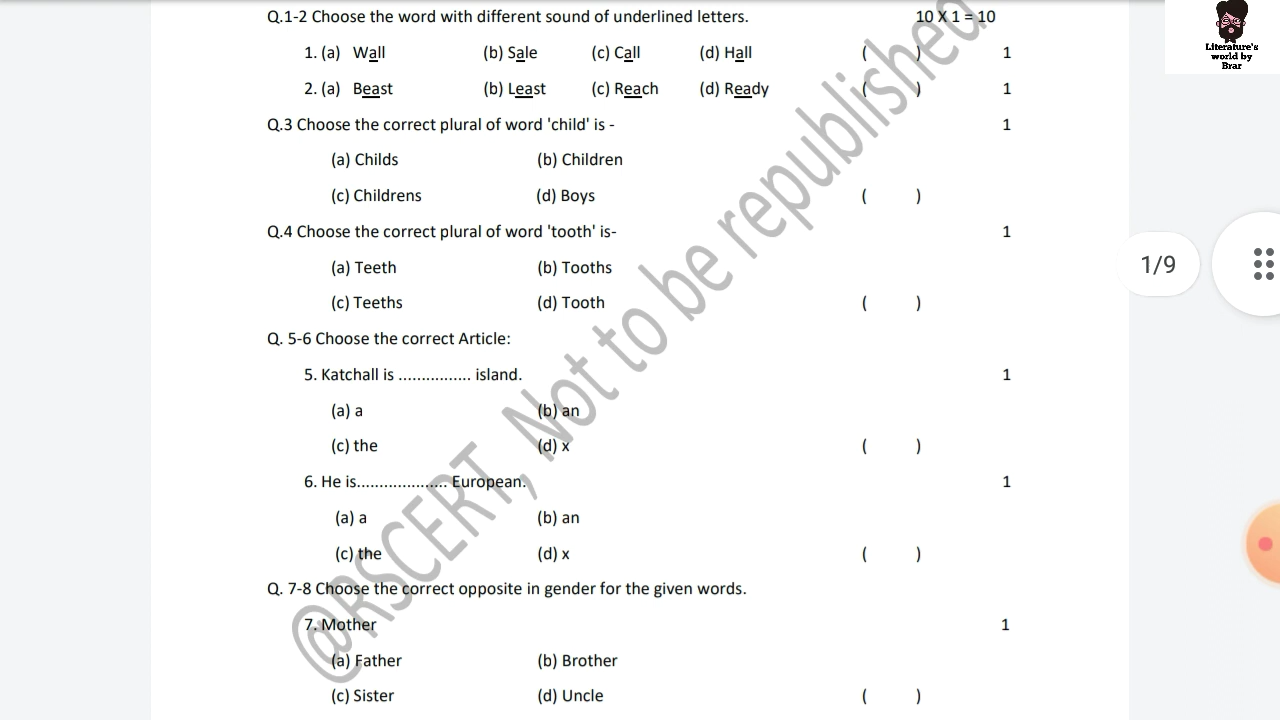 Q.1-2 Choose the word with different sound of underlined letters. 10 X 1 = 10
1. (a) Wall (b) Sale (c) Call (d) Hall ( ) 1
2. (a) Beast (b) Least (c) Reach (d) Ready ( ) 1
Q.3 Choose the correct plural of word 'child' is - 1
(a) Childs (b) Children
(c) Childrens (d) Boys ( )
Q.4 Choose the correct plural of word 'tooth' is- 1
(a) Teeth (b) Tooths
(c) Teeths (d) Tooth ( )
Q. 5-6 Choose the correct Article:
5. Katchall is ................ island. 1
(a) a (b) an
(c) the (d) x ( )
6. He is.................... European. 1
(a) a (b) an
(c) the (d) x ( )
Q. 7-8 Choose the correct opposite in gender for the given words.
7. Mother 1
(a) Father (b) Brother
(c) Sister (d) Uncle ( )
@RSCERT, Not to be republished
1/9
Literature's
world by
Brar